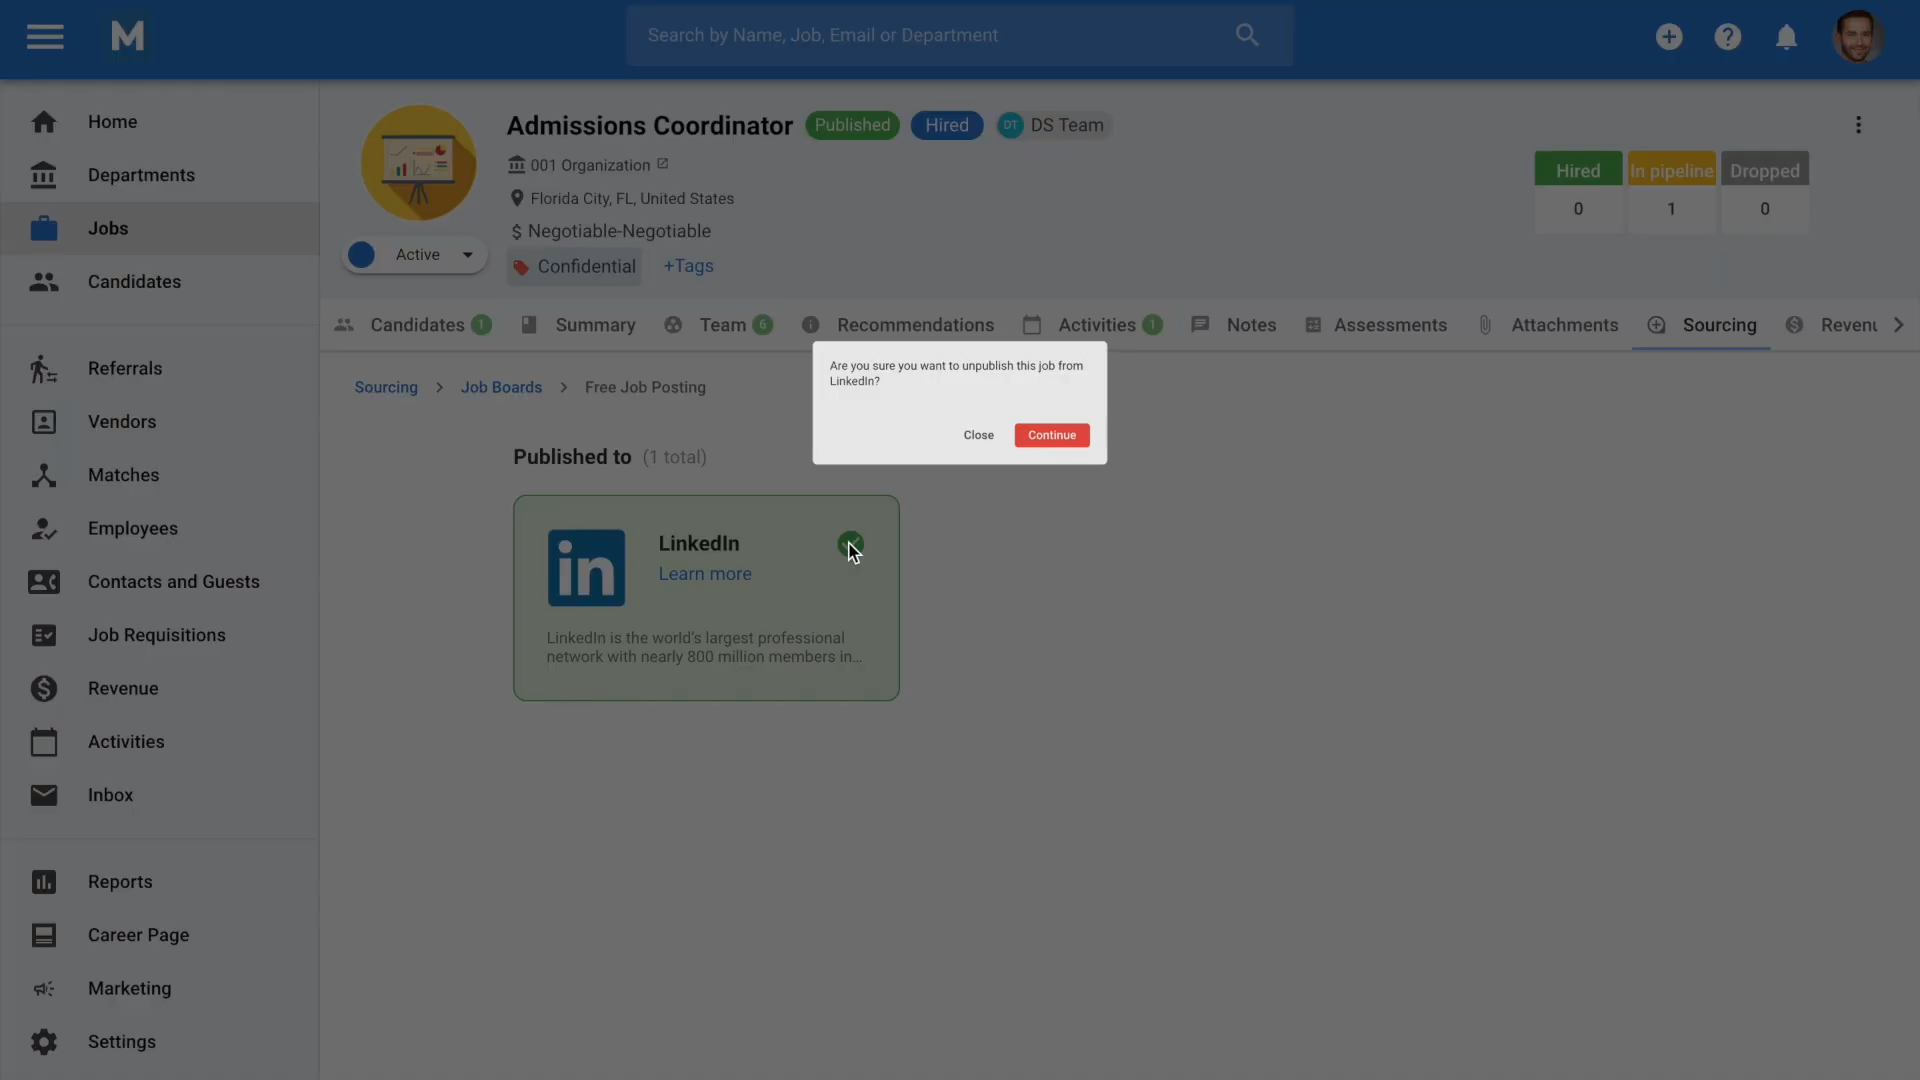 M
Search by Name, Job, Email or Department
Home
Departments
Jobs
Candidates
Referrals
Vendors
Matches
Employees
Contacts and Guests
Job Requisitions
Revenue
Activities
Inbox
Reports
Career Page
Marketing
Settings
Admissions Coordinator Published Hired DT DS Team
001 Organization
Florida City, FL, United States
$ Negotiable-Negotiable
Active
Confidential +Tags
Hired In pipeline Dropped
0 1 0
Candidates 1 Summary Team 6 Recommendations Activities 1 Notes Assessments Attachments Sourcing Revenu
Sourcing > Job Boards > Free Job Posting
Are you sure you want to unpublish this job from
LinkedIn?
Close Continue
Published to (1 total)
in
LinkedIn
Learn more
LinkedIn is the world's largest professional
network with nearly 800 million members in...